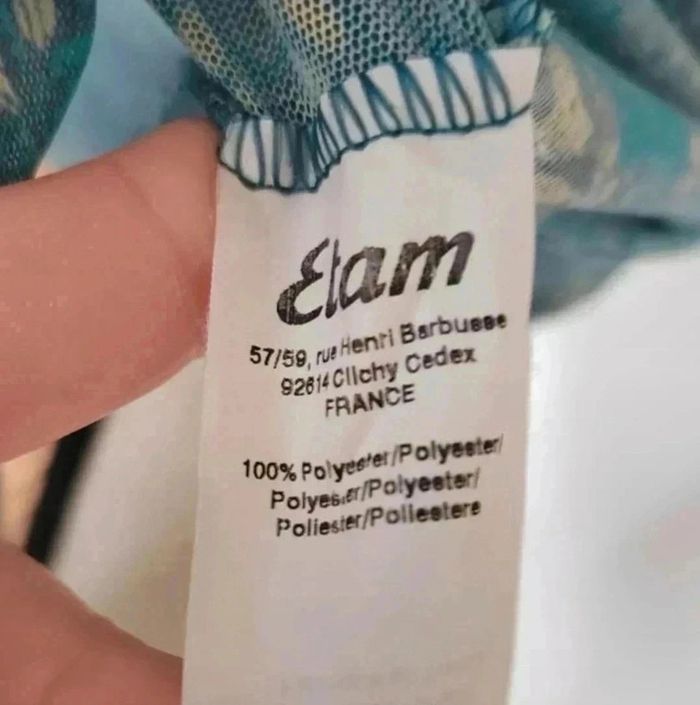 Etam
57/59, rue Henri Barbusse
92614 Clichy Cedex
FRANCE
100% Polyester/Polyester/
Polyester/Polyester/
Poliester/Poliestere